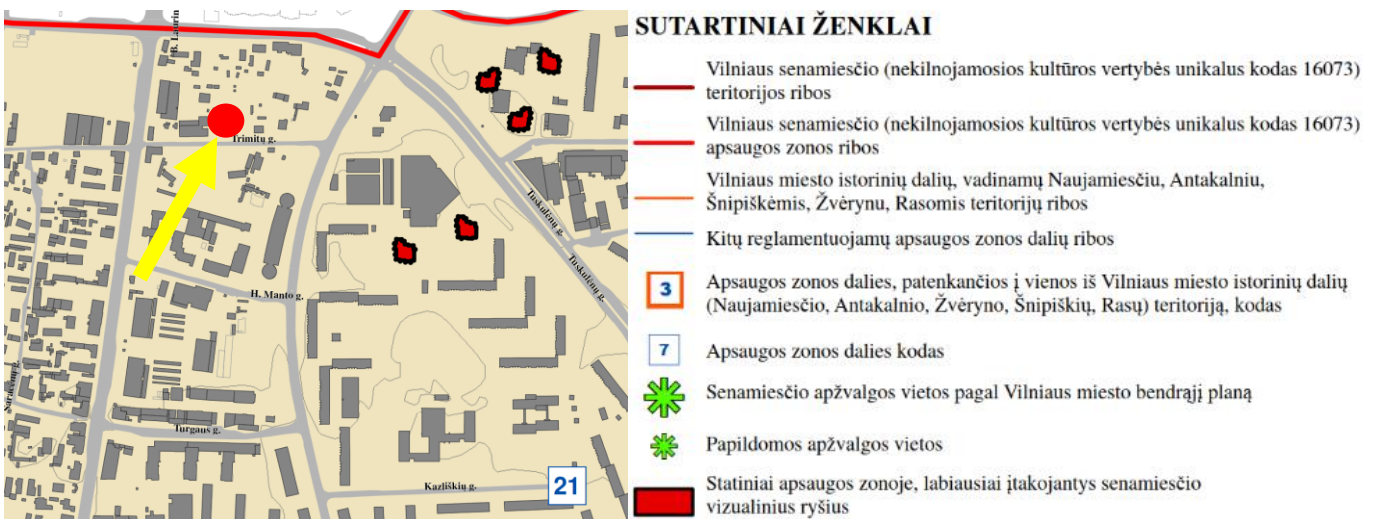 B. Laurin
Trimitų g.
Tuskulėnų g.
Tuskulėnų g.
H. Manto g.
Turgaus g.
Kazliškių g.
21
SUTARTINIAI ŽENKLAI
Vilniaus senamiesčio (nekilnojamosios kultūros vertybės unikalus kodas 16073)
teritorijos ribos
Vilniaus senamiesčio (nekilnojamosios kultūros vertybės unikalus kodas 16073)
apsaugos zonos ribos
Vilniaus miesto istorinių dalių, vadinamų Naujamiesčiu, Antakalniu,
Šnipiškėmis, Žvėrynu, Rasomis teritorijų ribos
Kitų reglamentuojamų apsaugos zonos dalių ribos
3
Apsaugos zonos dalies, patenkančios į vienos iš Vilniaus miesto istorinių dalių
(Naujamiesčio, Antakalnio, Žvėryno, Šnipiškių, Rasų) teritoriją, kodas
7
Apsaugos zonos dalies kodas
Senamiesčio apžvalgos vietos pagal Vilniaus miesto bendrąjį planą
Papildomos apžvalgos vietos
Statiniai apsaugos zonoje, labiausiai įtakojantys senamiesčio
vizualinius ryšius